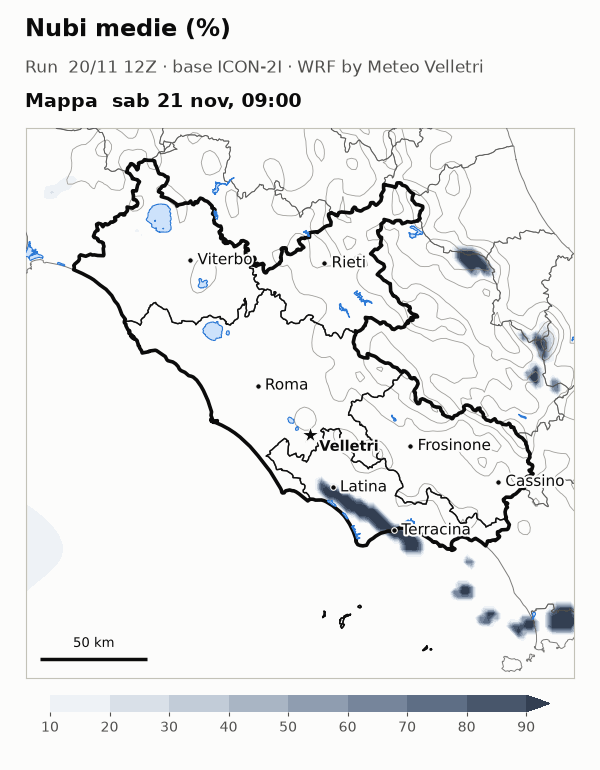 Nubi medie (%)
Run  20/11 12Z · base ICON-2I · WRF by Meteo Velletri
Mappa  sab 21 nov, 09:00
Viterbo
Rieti
Roma
Velletri
Frosinone
Cassino
Latina
Terracina
50 km
10 20 30 40 50 60 70 80 90